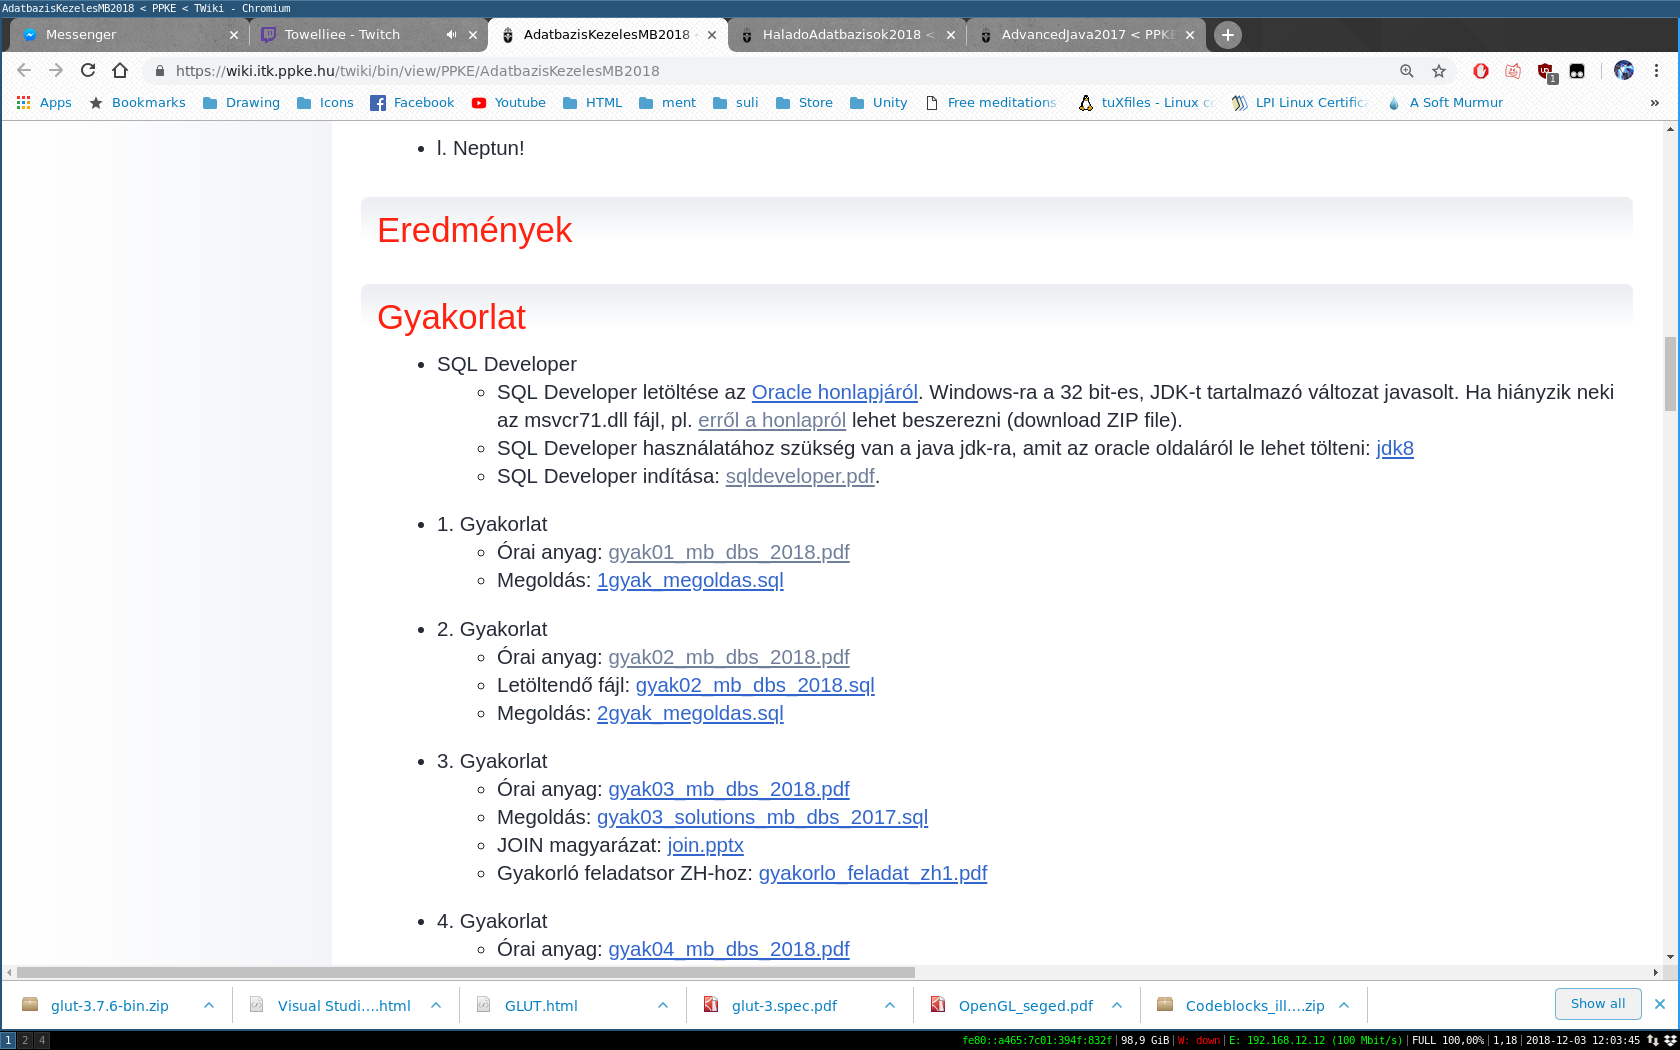 AdatbazisKezelesMB2018 < PPKE < TWiki - Chromium
Messenger
Towelliee - Twitch
AdatbazisKezelesMB2018
HaladoAdatbazisok2018 <
AdvancedJava2017 < PPKE
https://wiki.itk.ppke.hu/twiki/bin/view/PPKE/AdatbazisKezelesMB2018
1
Apps
Bookmarks
Drawing
Icons
Facebook
Youtube
HTML
ment
suli
Store
Unity
Free meditations
tuXfiles - Linux c
LPI Linux Certific
A Soft Murmur
»
• l. Neptun!
Eredmények
Gyakorlat
• SQL Developer
◦ SQL Developer letöltése az Oracle honlapjáról. Windows-ra a 32 bit-es, JDK-t tartalmazó változat javasolt. Ha hiányzik neki
az msvcr71.dll fájl, pl. erről a honlapról lehet beszerezni (download ZIP file).
◦ SQL Developer használatához szükség van a java jdk-ra, amit az oracle oldaláról le lehet tölteni: jdk8
◦ SQL Developer indítása: sqldeveloper.pdf.
• 1. Gyakorlat
◦ Órai anyag: gyak01_mb_dbs_2018.pdf
◦ Megoldás: 1gyak_megoldas.sql
• 2. Gyakorlat
◦ Órai anyag: gyak02_mb_dbs_2018.pdf
◦ Letöltendő fájl: gyak02_mb_dbs_2018.sql
◦ Megoldás: 2gyak_megoldas.sql
• 3. Gyakorlat
◦ Órai anyag: gyak03_mb_dbs_2018.pdf
◦ Megoldás: gyak03_solutions_mb_dbs_2017.sql
◦ JOIN magyarázat: join.pptx
◦ Gyakorló feladatsor ZH-hoz: gyakorlo_feladat_zh1.pdf
• 4. Gyakorlat
◦ Órai anyag: gyak04_mb_dbs_2018.pdf
glut-3.7.6-bin.zip
Visual Studi....html
GLUT.html
glut-3.spec.pdf
OpenGL_seged.pdf
Codeblocks_ill....zip
Show all
1 2 4
fe80::a465:7c01:394f:832f | 98,9 GiB | W: down | E: 192.168.12.12 (100 Mbit/s) | FULL 100,00% | 1,18 | 2018-12-03 12:03:45